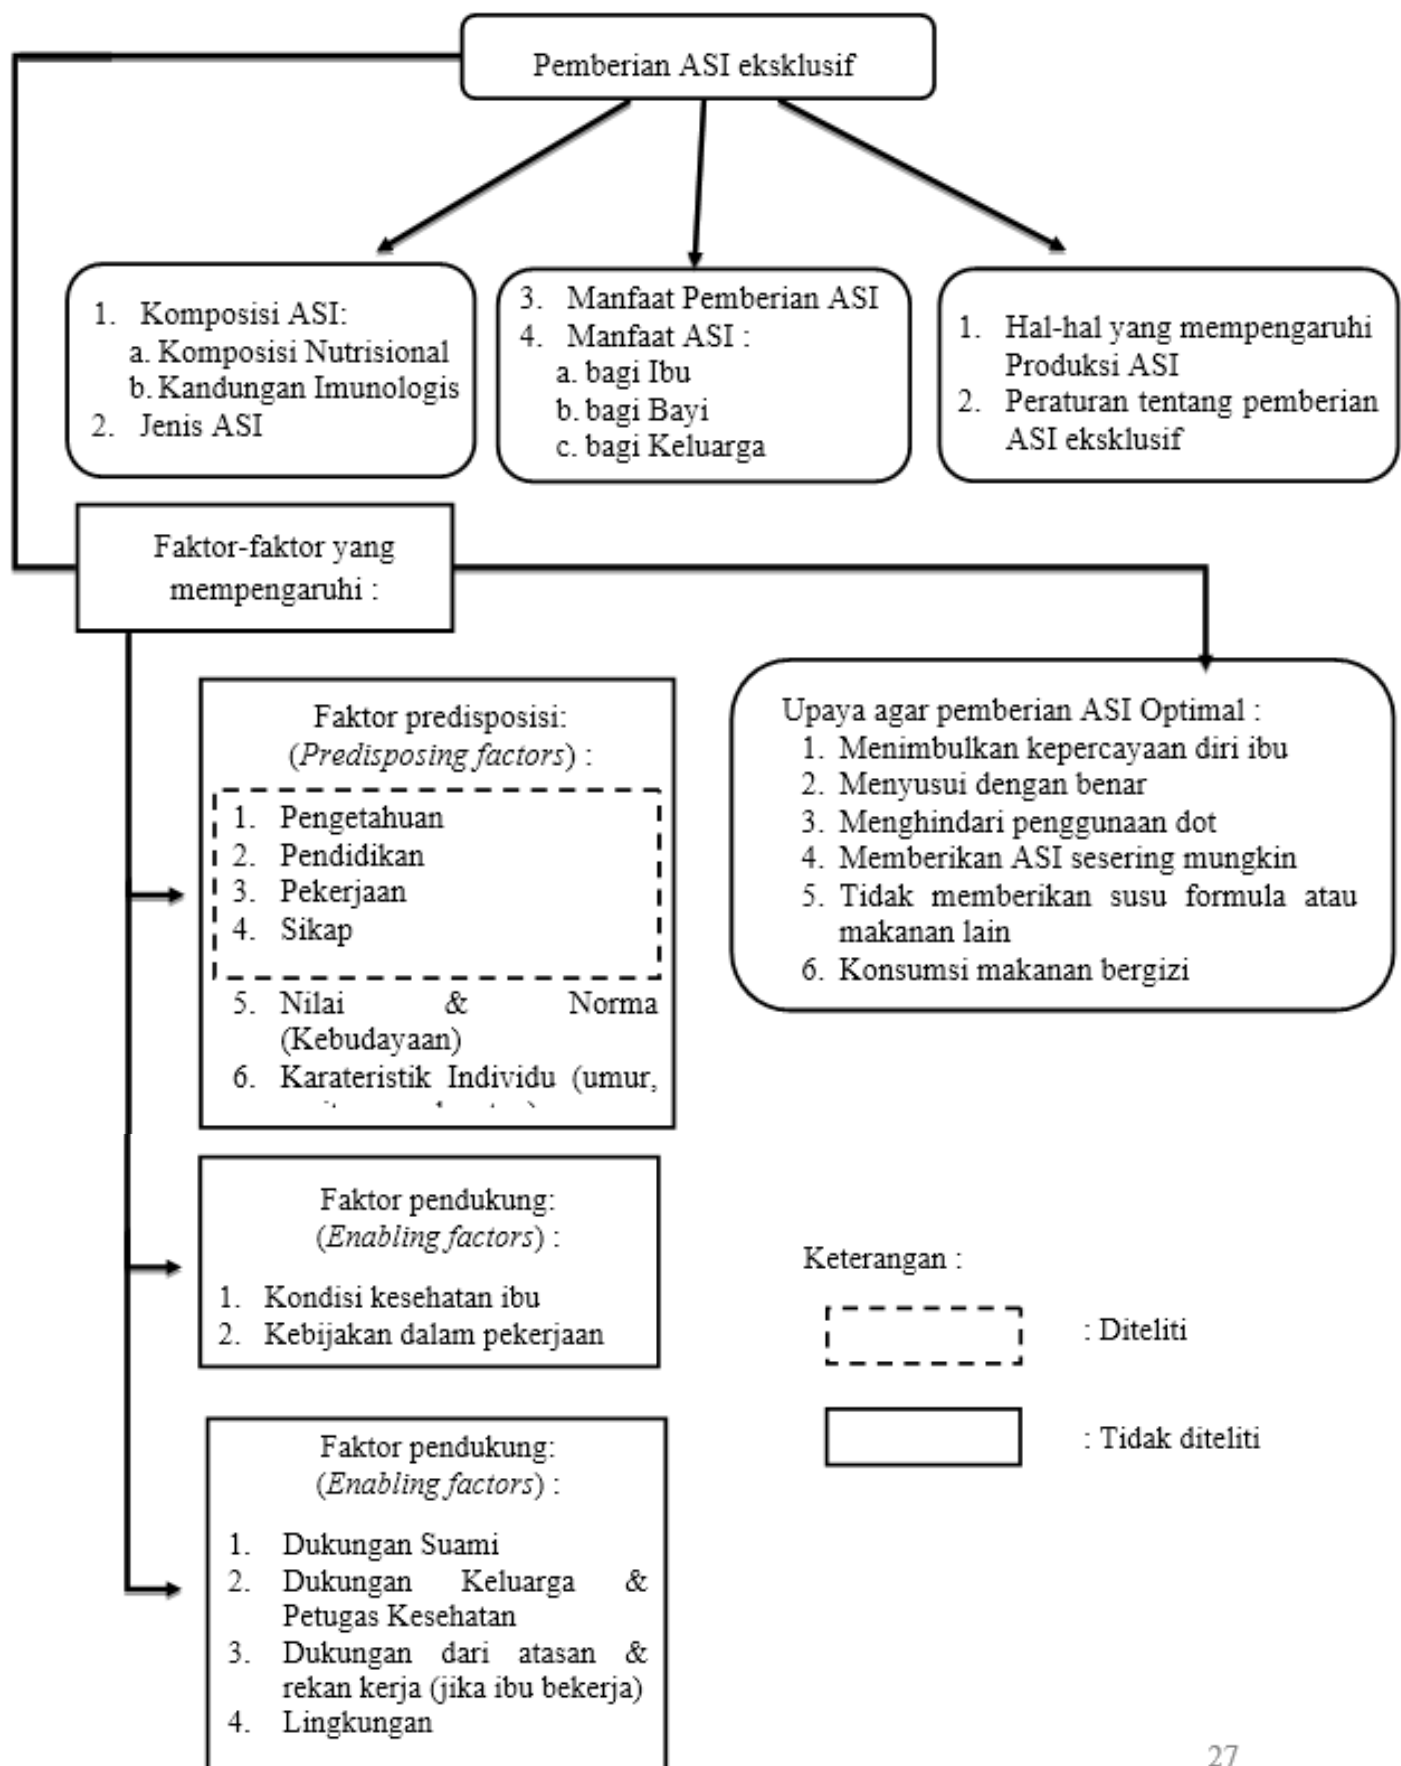 Pemberian ASI eksklusif
1. Komposisi ASI:
a. Komposisi Nutrisional
b. Kandungan Imunologis
2. Jenis ASI
3. Manfaat Pemberian ASI
4. Manfaat ASI :
a. bagi Ibu
b. bagi Bayi
c. bagi Keluarga
1. Hal-hal yang mempengaruhi
Produksi ASI
2. Peraturan tentang pemberian
ASI eksklusif
Faktor-faktor yang
mempengaruhi :
Faktor predisposisi:
(Predisposing factors) :
1. Pengetahuan
2. Pendidikan
3. Pekerjaan
4. Sikap
5. Nilai & Norma
(Kebudayaan)
6. Karateristik Individu (umur,
Upaya agar pemberian ASI Optimal :
1. Menimbulkan kepercayaan diri ibu
2. Menyusui dengan benar
3. Menghindari penggunaan dot
4. Memberikan ASI sesering mungkin
5. Tidak memberikan susu formula atau
makanan lain
6. Konsumsi makanan bergizi
Faktor pendukung:
(Enabling factors) :
1. Kondisi kesehatan ibu
2. Kebijakan dalam pekerjaan
Keterangan :
: Diteliti
: Tidak diteliti
Faktor pendukung:
(Enabling factors) :
1. Dukungan Suami
2. Dukungan Keluarga &
Petugas Kesehatan
3. Dukungan dari atasan &
rekan kerja (jika ibu bekerja)
4. Lingkungan
27